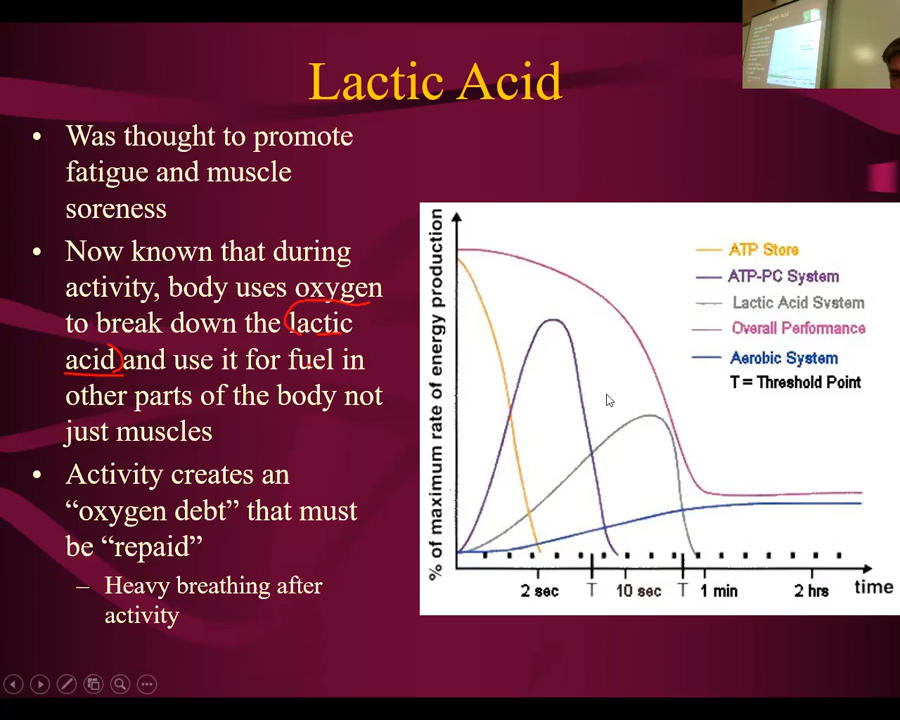 Lactic Acid
• Was thought to promote
fatigue and muscle
soreness
• Now known that during
activity, body uses oxygen
to break down the lactic
acid and use it for fuel in
other parts of the body not
just muscles
• Activity creates an
“oxygen debt” that must
be “repaid”
– Heavy breathing after
activity
% of maximum rate of energy production
ATP Store
ATP-PC System
Lactic Acid System
Overall Performance
Aerobic System
T = Threshold Point
2 sec T 10 sec T 1 min 2 hrs time
Lactic Acid